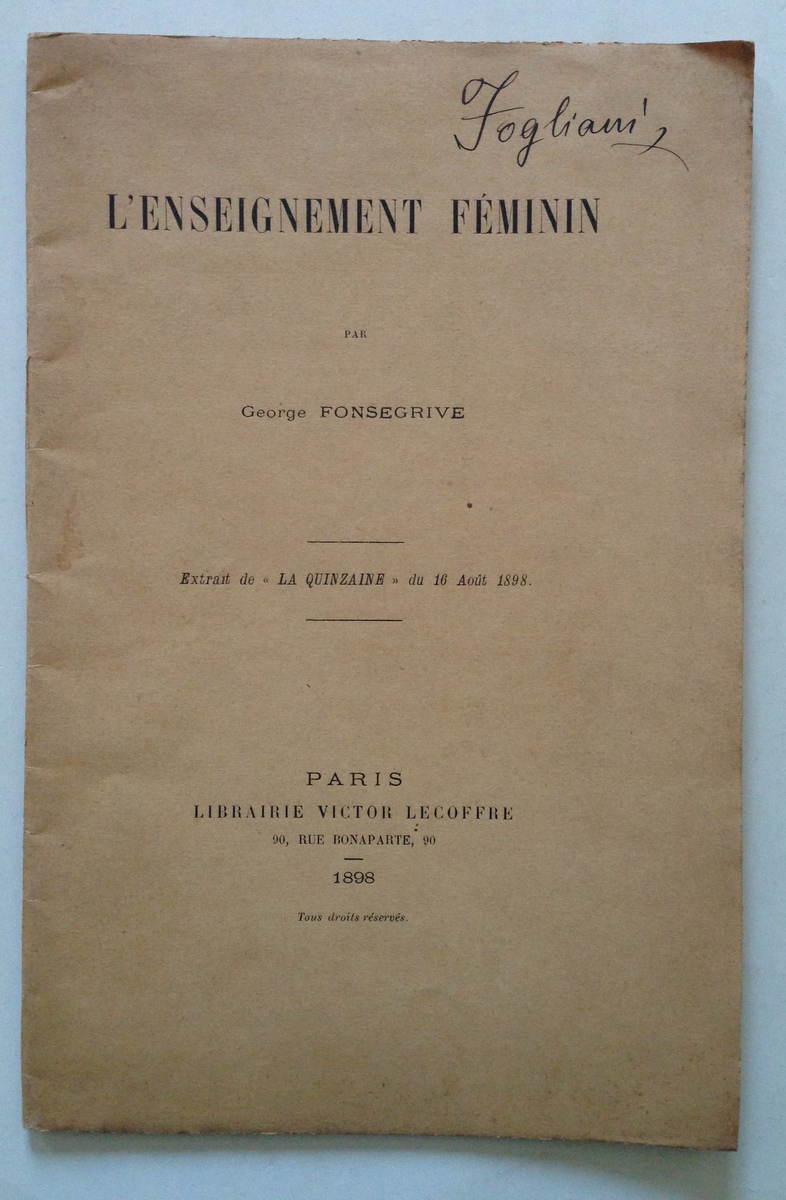 Fogliani
L'ENSEIGNEMENT FÉMININ
PAR
George FONSEGRIVE
Extrait de « LA QUINZAINE » du 16 Août 1898.
PARIS
LIBRAIRIE VICTOR LECOFFRE
90, RUE BONAPARTE, 90
1898
Tous droits réservés.